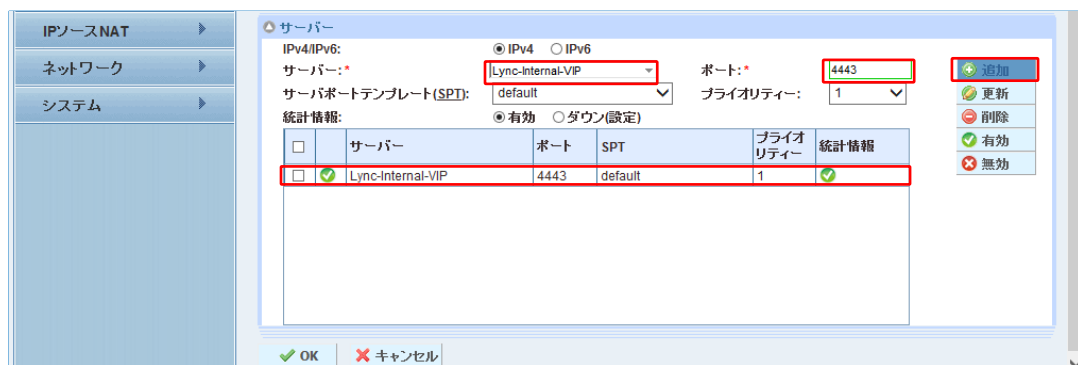 IPソースNAT
ネットワーク
システム
サーバー
IPv4/IPv6: IPv4 IPv6
サーバー:* Lync-Internal-VIP ポート:* 4443
サーバポートテンプレート(SPT): default プライオリティー: 1
統計情報: 有効 ダウン(設定)
追加
更新
削除
有効
無効
サーバー ポート SPT プライオリティー 統計情報
Lync-Internal-VIP 4443 default 1
OK キャンセル